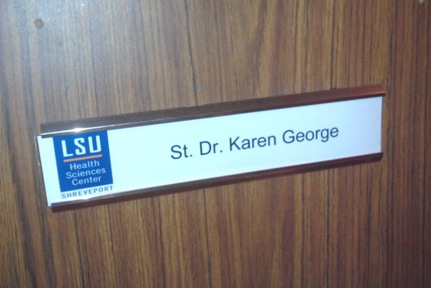 LSU
Health
Sciences
Center
SHREVEPORT
St. Dr. Karen George